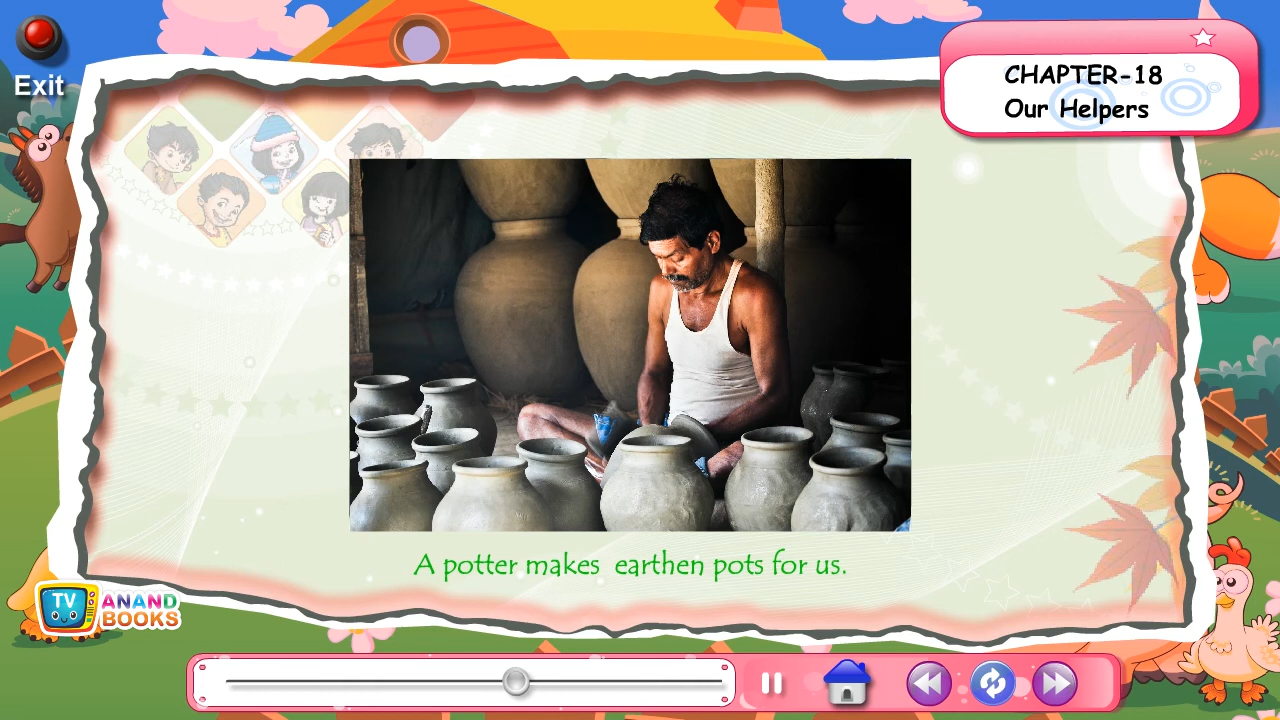 Exit
CHAPTER-18
Our Helpers
A potter makes earthen pots for us.
TV
ANAND
BOOKS